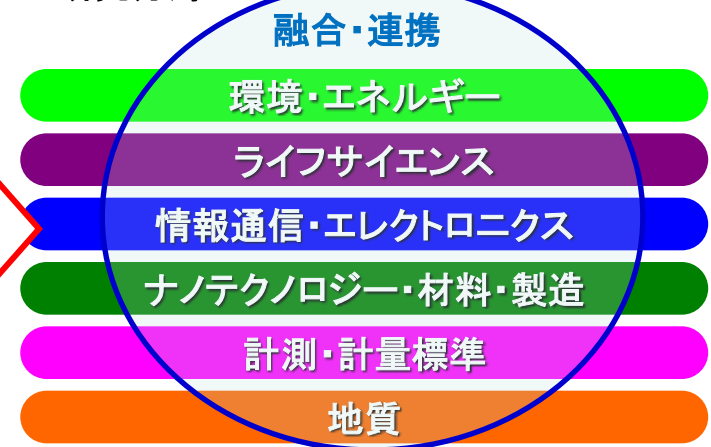 融合・連携
環境・エネルギー
ライフサイエンス
情報通信・エレクトロニクス
ナノテクノロジー・材料・製造
計測・計量標準
地質